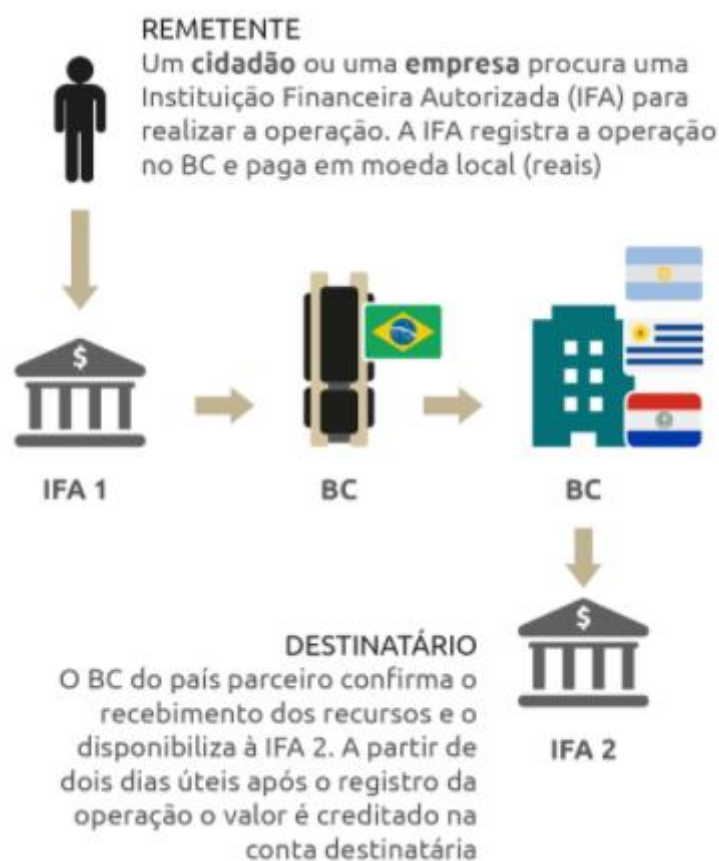 REMETENTE
Um cidadão ou uma empresa procura uma
Instituição Financeira Autorizada (IFA) para
realizar a operação. A IFA registra a operação
no BC e paga em moeda local (reais)
$
IFA 1
BC
BC
$
IFA 2
DESTINATÁRIO
O BC do país parceiro confirma o
recebimento dos recursos e o
disponibiliza à IFA 2. A partir de
dois dias úteis após o registro da
operação o valor é creditado na
conta destinatária